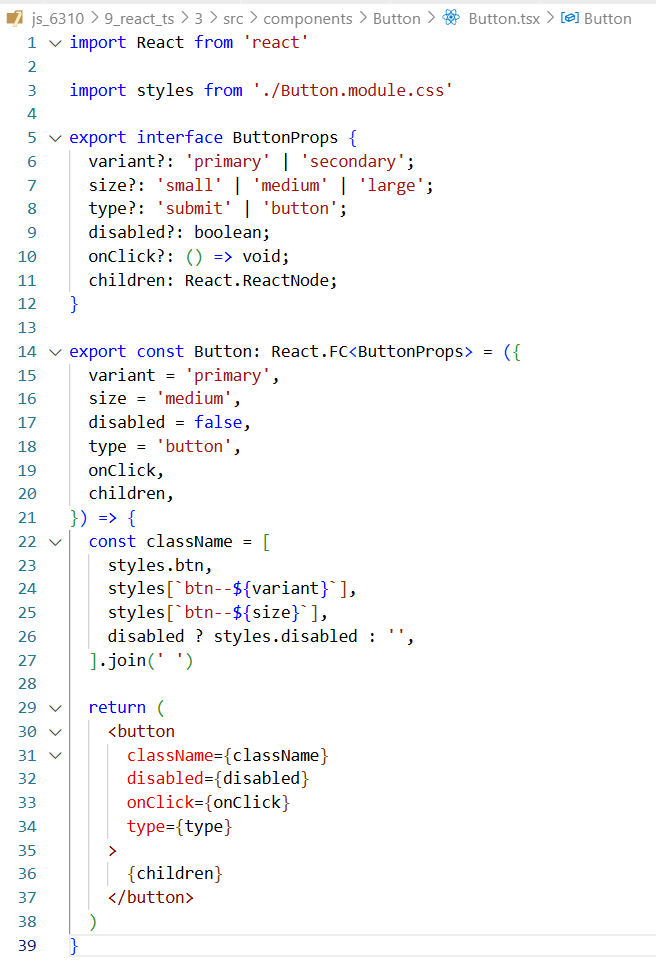 js_6310 > 9_react_ts > 3 > src > components > Button > Button.tsx > Button
1 import React from 'react'
2
3 import styles from './Button.module.css'
4
5 export interface ButtonProps {
6   variant?: 'primary' | 'secondary';
7   size?: 'small' | 'medium' | 'large';
8   type?: 'submit' | 'button';
9   disabled?: boolean;
10   onClick?: () => void;
11   children: React.ReactNode;
12 }
13
14 export const Button: React.FC<ButtonProps> = ({
15   variant = 'primary',
16   size = 'medium',
17   disabled = false,
18   type = 'button',
19   onClick,
20   children,
21 }) => {
22   const className = [
23     styles.btn,
24     styles[`btn--${variant}`],
25     styles[`btn--${size}`],
26     disabled ? styles.disabled : '',
27   ].join(' ')
28
29   return (
30     <button
31       className={className}
32       disabled={disabled}
33       onClick={onClick}
34       type={type}
35     >
36       {children}
37     </button>
38   )
39 }